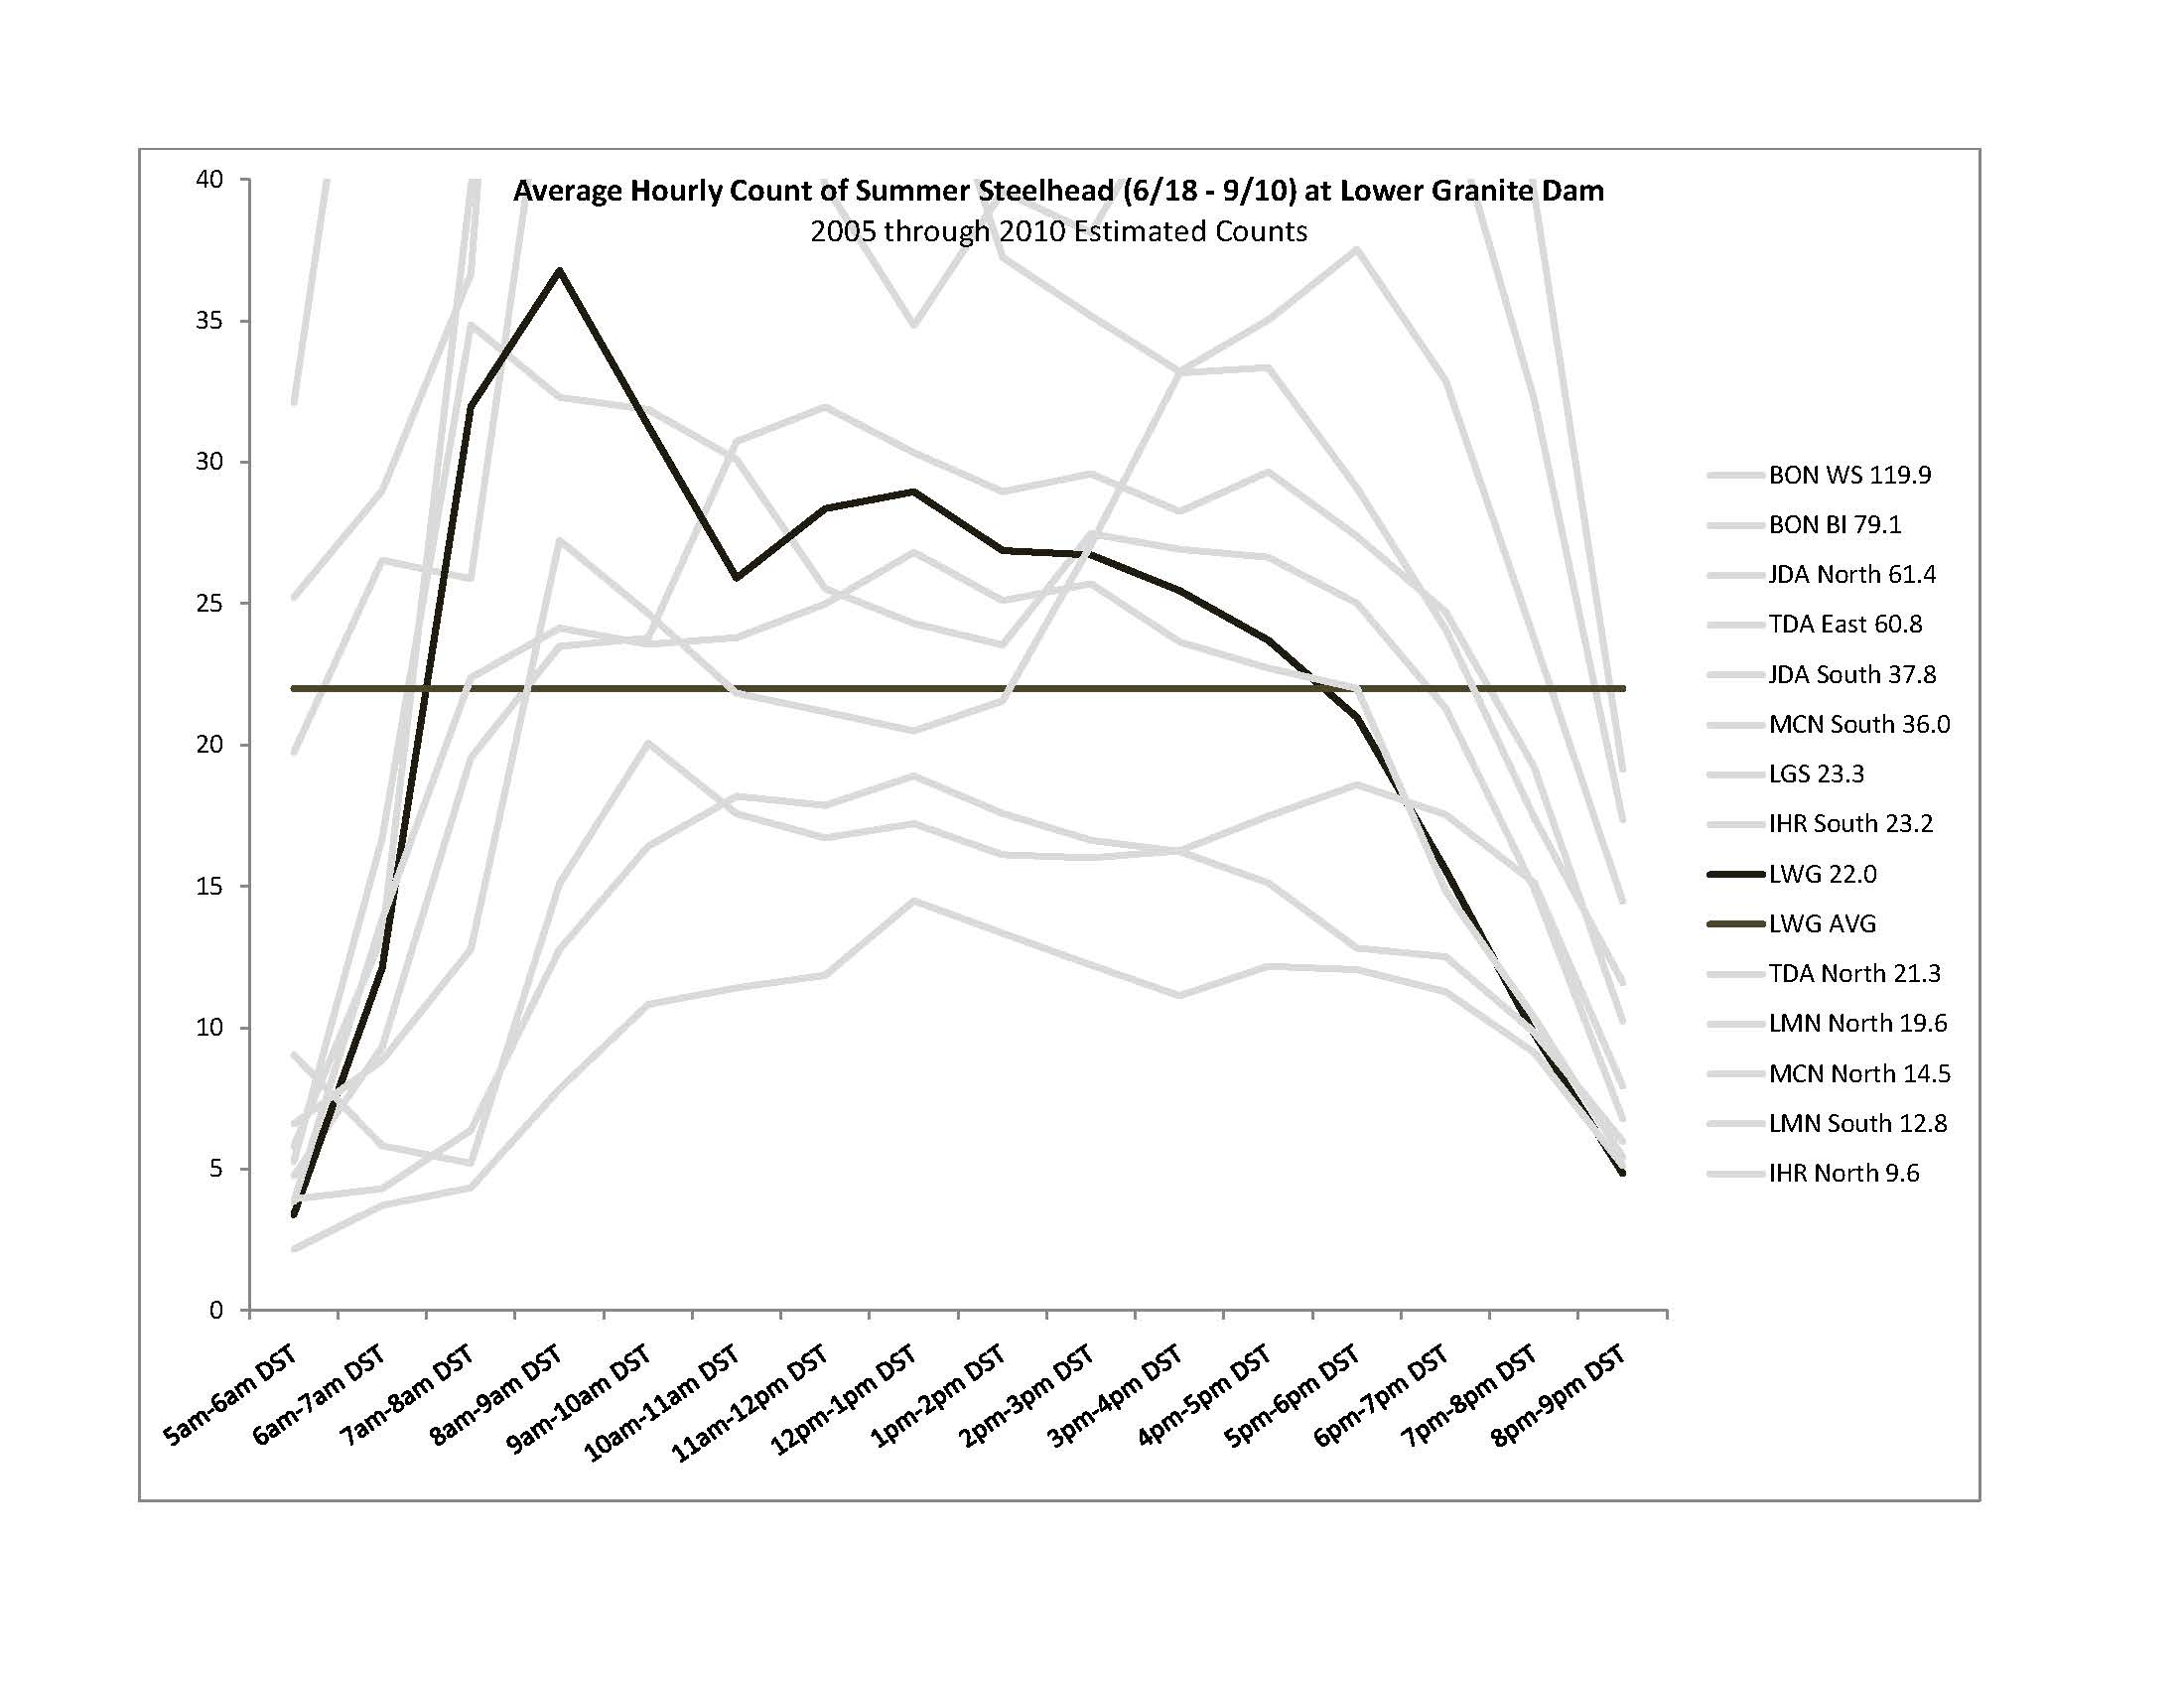 Average Hourly Count of Summer Steelhead (6/18 - 9/10) at Lower Granite Dam
2005 through 2010 Estimated Counts
40
35
30
25
20
15
10
5
0
5am-6am DST
6am-7am DST
7am-8am DST
8am-9am DST
9am-10am DST
10am-11am DST
11am-12pm DST
12pm-1pm DST
1pm-2pm DST
2pm-3pm DST
3pm-4pm DST
4pm-5pm DST
5pm-6pm DST
6pm-7pm DST
7pm-8pm DST
8pm-9pm DST
BON WS 119.9
BON BI 79.1
JDA North 61.4
TDA East 60.8
JDA South 37.8
MCN South 36.0
LGS 23.3
IHR South 23.2
LWG 22.0
LWG AVG
TDA North 21.3
LMN North 19.6
MCN North 14.5
LMN South 12.8
IHR North 9.6